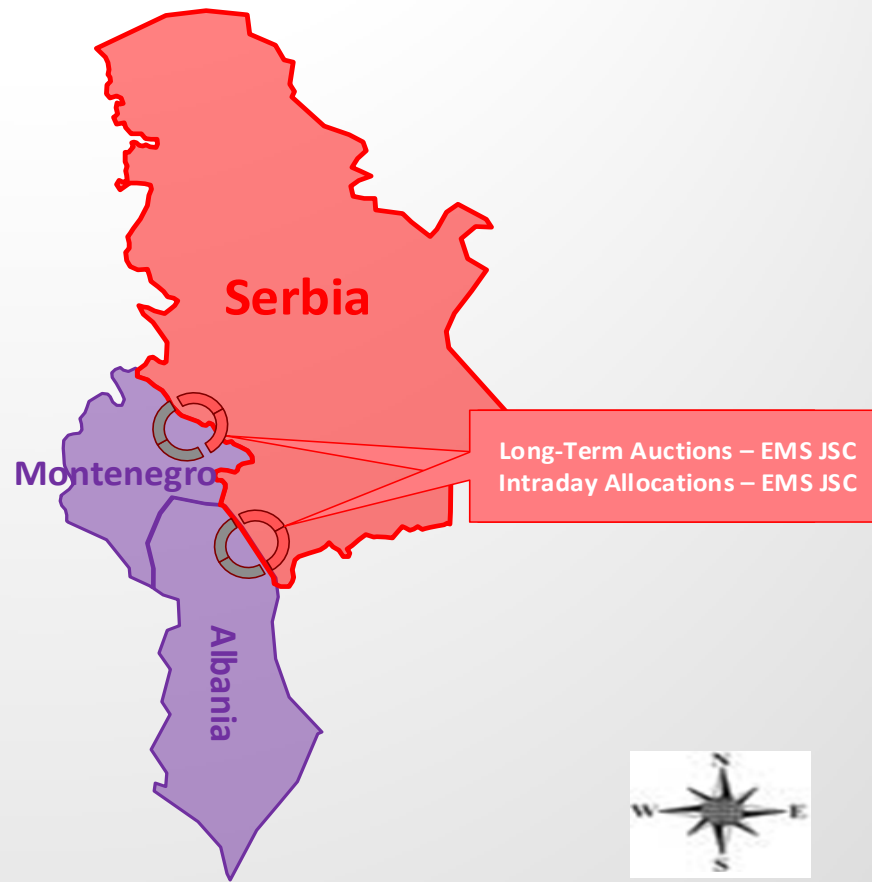 Serbia
Montenegro
Long-Term Auctions – EMS JSC
Intraday Allocations – EMS JSC
Albania
N
W E
S